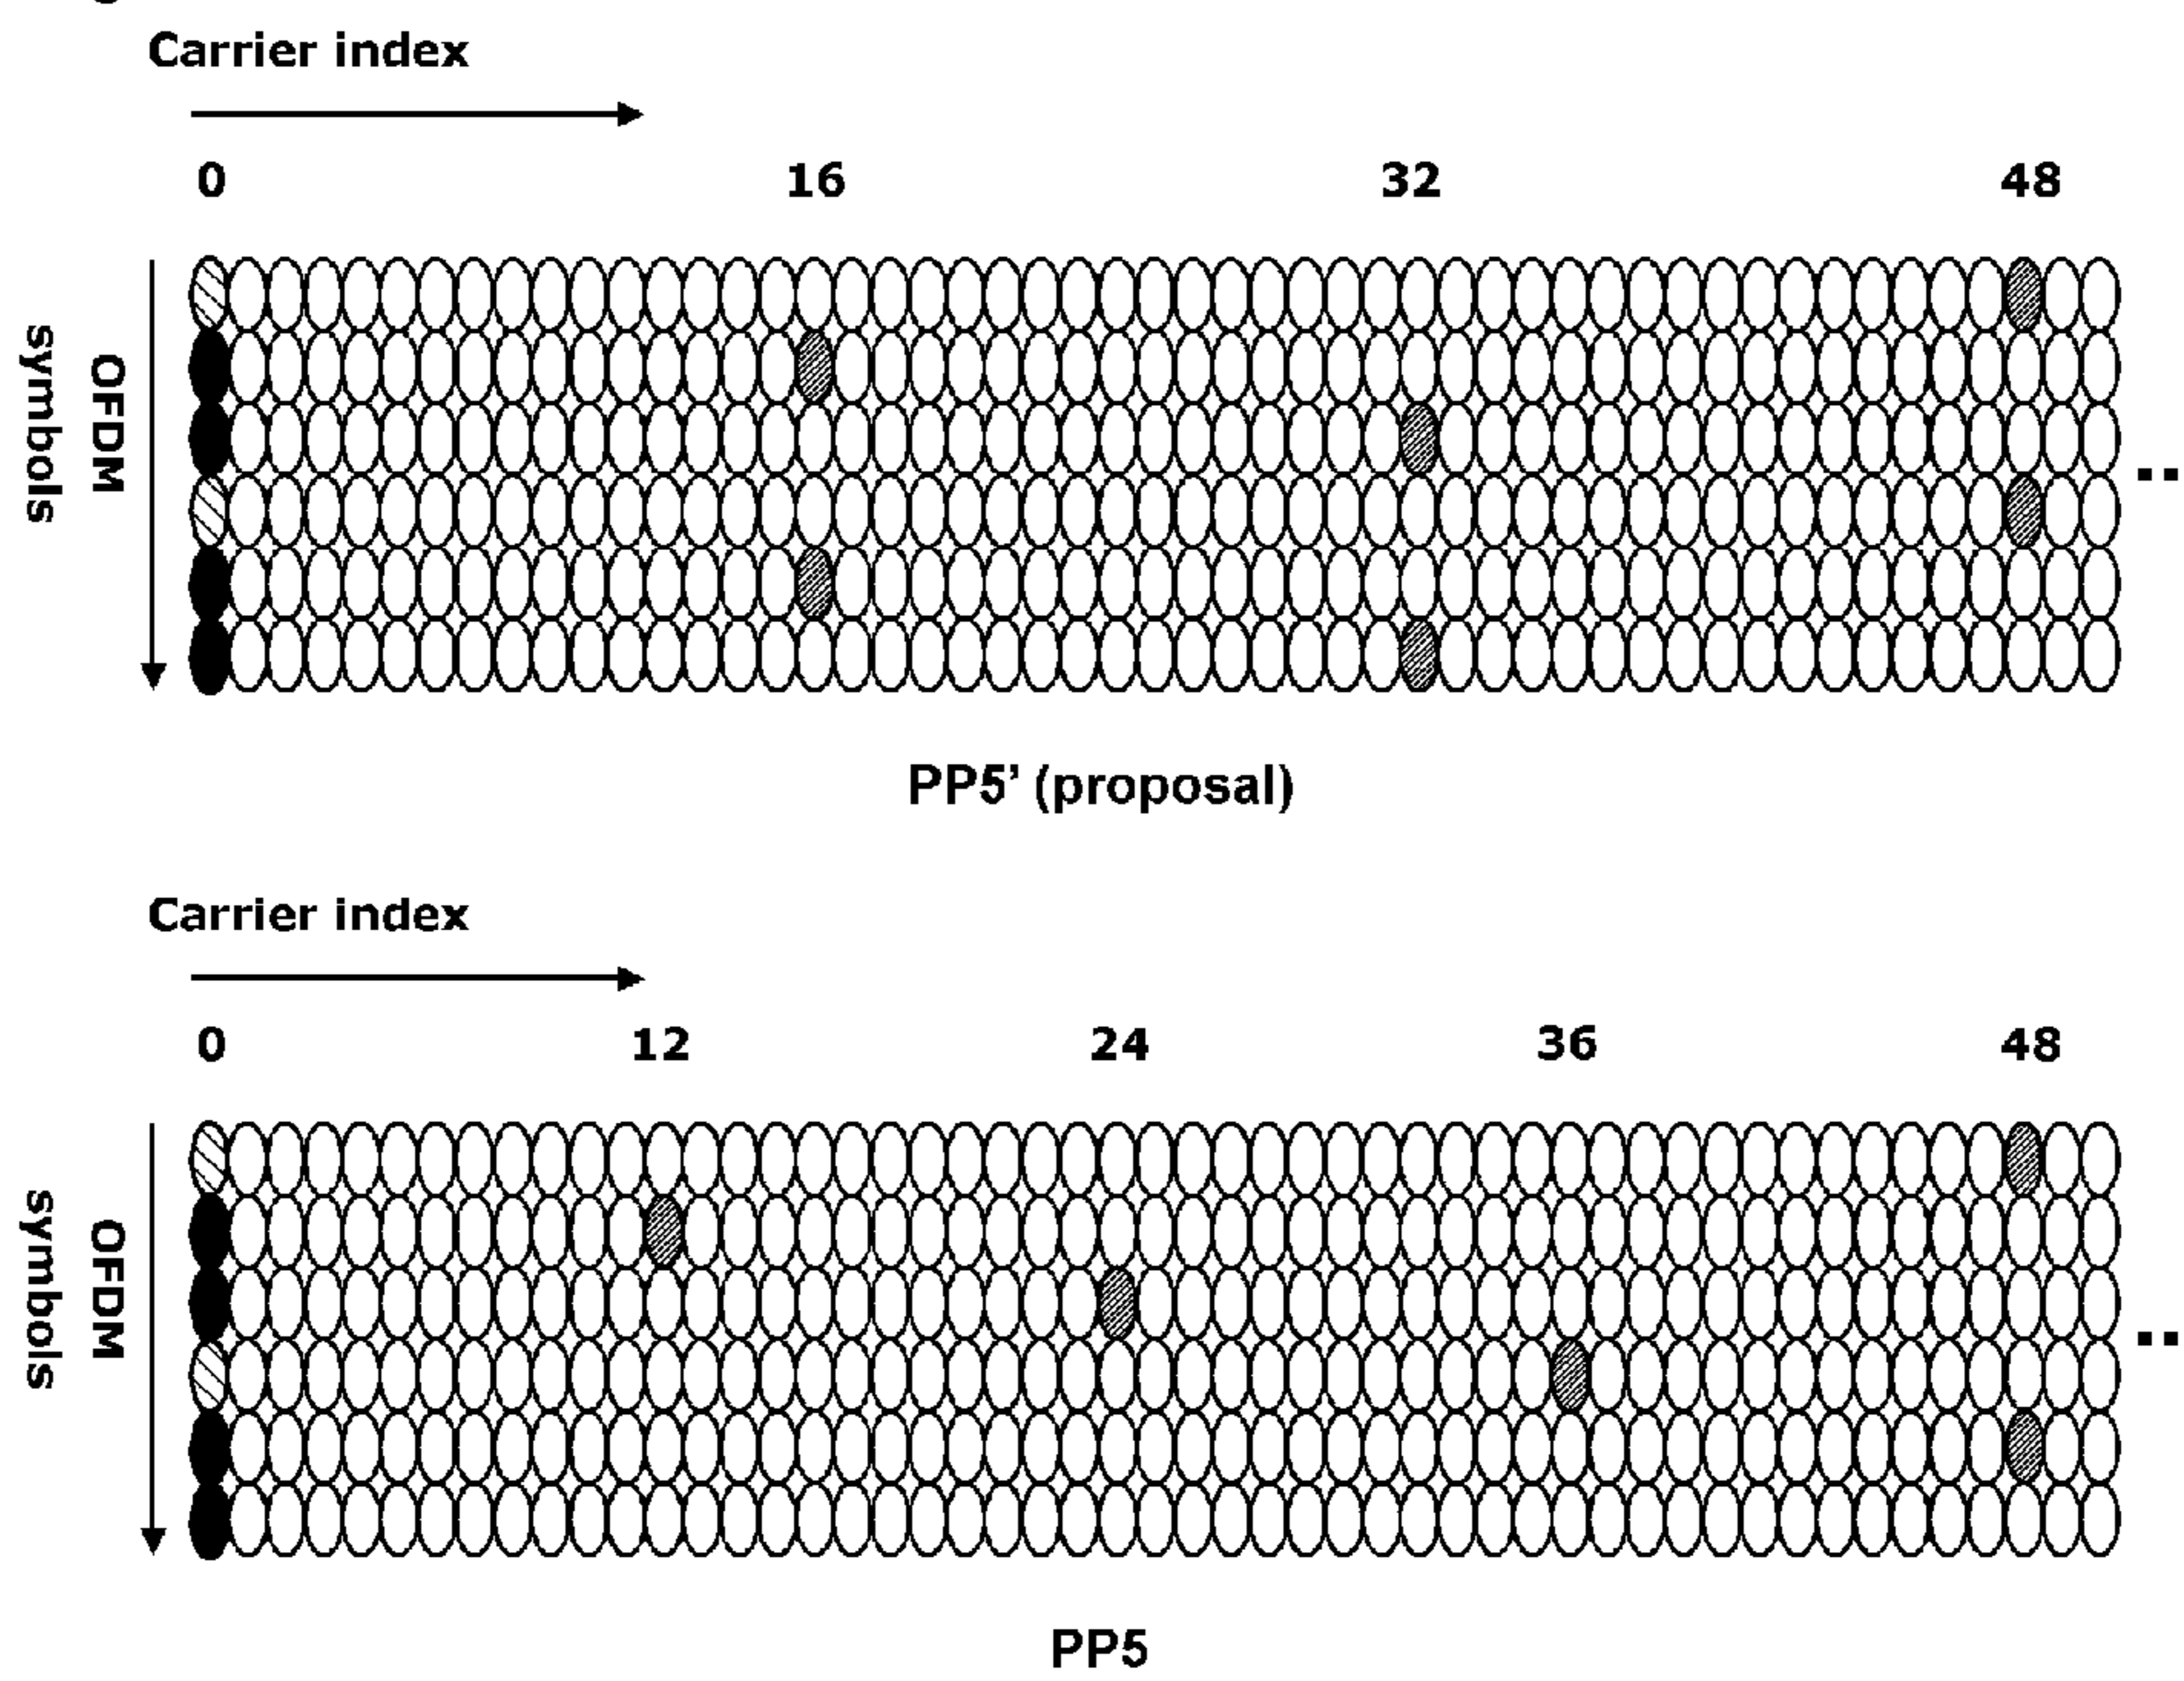 Carrier index
0 16 32 48
OFDM
symbols
..
PP5' (proposal)
Carrier index
0 12 24 36 48
OFDM
symbols
..
PP5